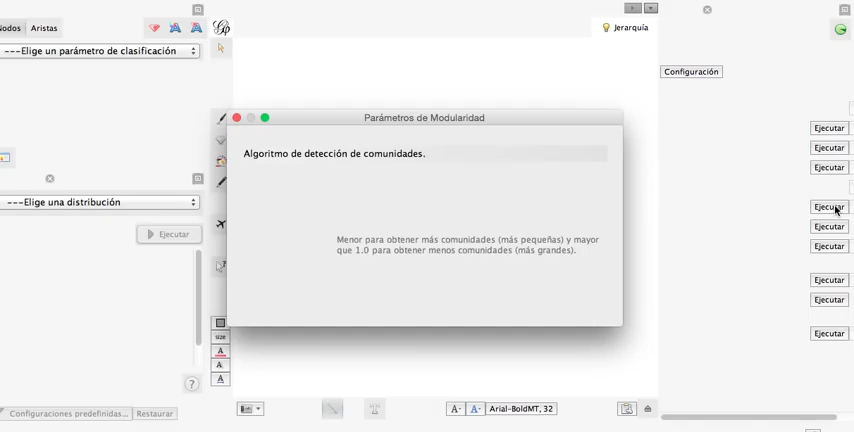 Nodos
Aristas
---Elige un parámetro de clasificación
Jerarquía
Configuración
Parámetros de Modularidad
Algoritmo de detección de comunidades.
Menor para obtener más comunidades (más pequeñas) y mayor
que 1.0 para obtener menos comunidades (más grandes).
Ejecutar
Ejecutar
Ejecutar
Ejecutar
Ejecutar
Ejecutar
Ejecutar
Ejecutar
Ejecutar
---Elige una distribución
Ejecutar
SIZE
A
A
A
?
Configuraciones predefinidas...
Restaurar
A-
A-
Arial-BoldMT, 32